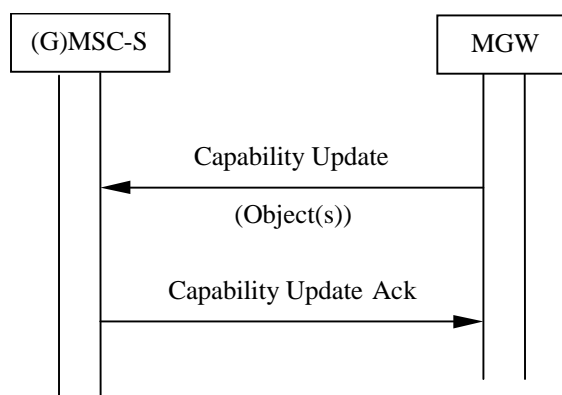 (G)MSC-S
MGW
Capability Update
(Object(s))
Capability Update Ack